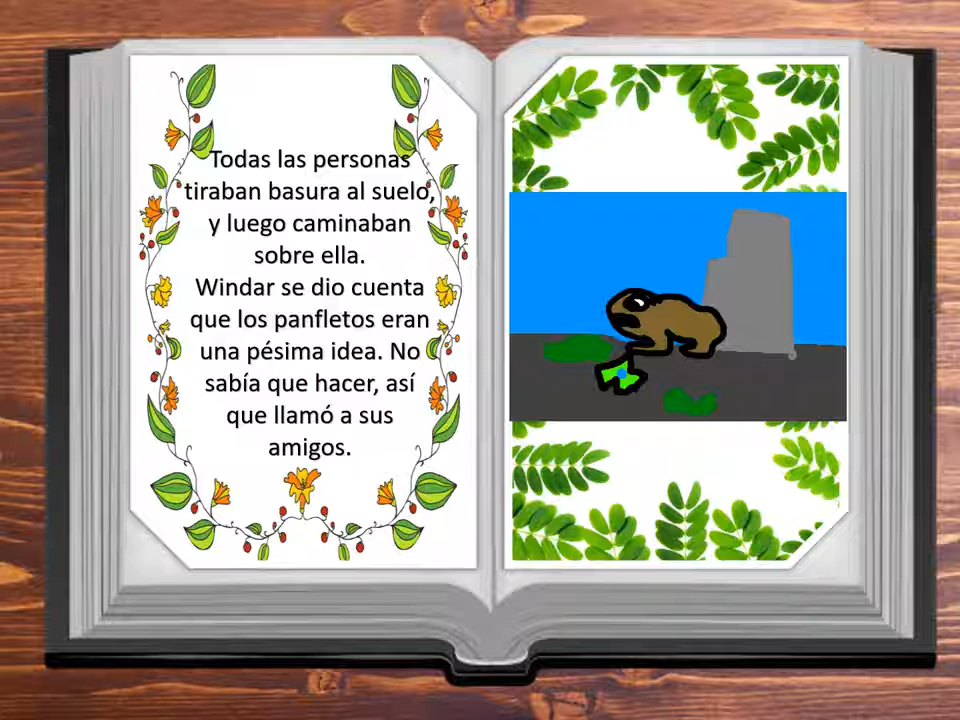 Todas las personas
tiraban basura al suelo,
y luego caminaban
sobre ella.
Windar se dio cuenta
que los panfletos eran
una pésima idea. No
sabía que hacer, así
que llamó a sus
amigos.